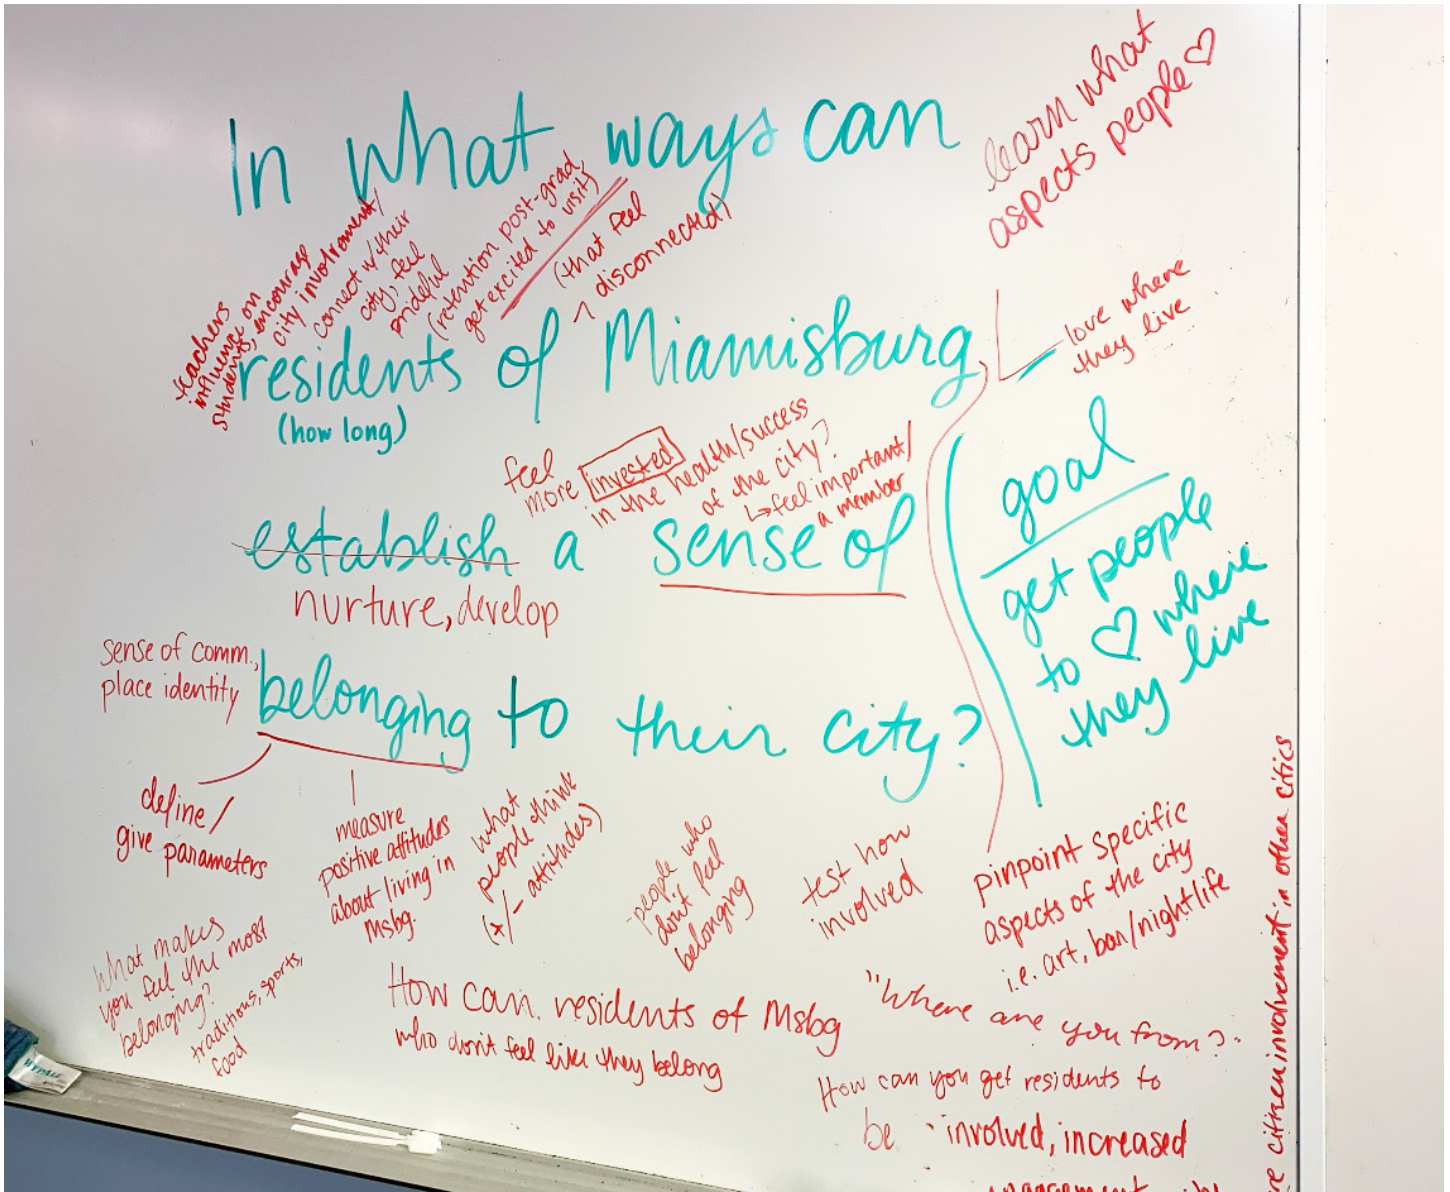 In what ways can
learn what
aspects people ♡
teachers
influence on
students, encourage
city involvement/
connect w/ their
city, feel
prideful
(retention post-grad,
get excited to visit)
(that feel
disconnected)
residents of Miamisburg
(how long)
love where
they live
feel
more invested
in the health/success
of the city?
↳ feel important/
a member
establish a sense of
nurture, develop
goal
get people
to ♡ where
they live
sense of comm.,
place identity
belonging to their city?
define/
give parameters
measure
positive attitudes
about living in
Msbg.
what
people think
(+/- attitudes)
people who
don't feel
belonging
test how
involved
pinpoint specific
aspects of the city
i.e. art, bar/nightlife
What makes
you feel the most
belonging?
traditions, sports,
food
How can residents of Msbg
who don't feel like they belong
"Where are you from?"
How can you get residents to
be involved, increased
citizen involvement in other cities
WYPALL